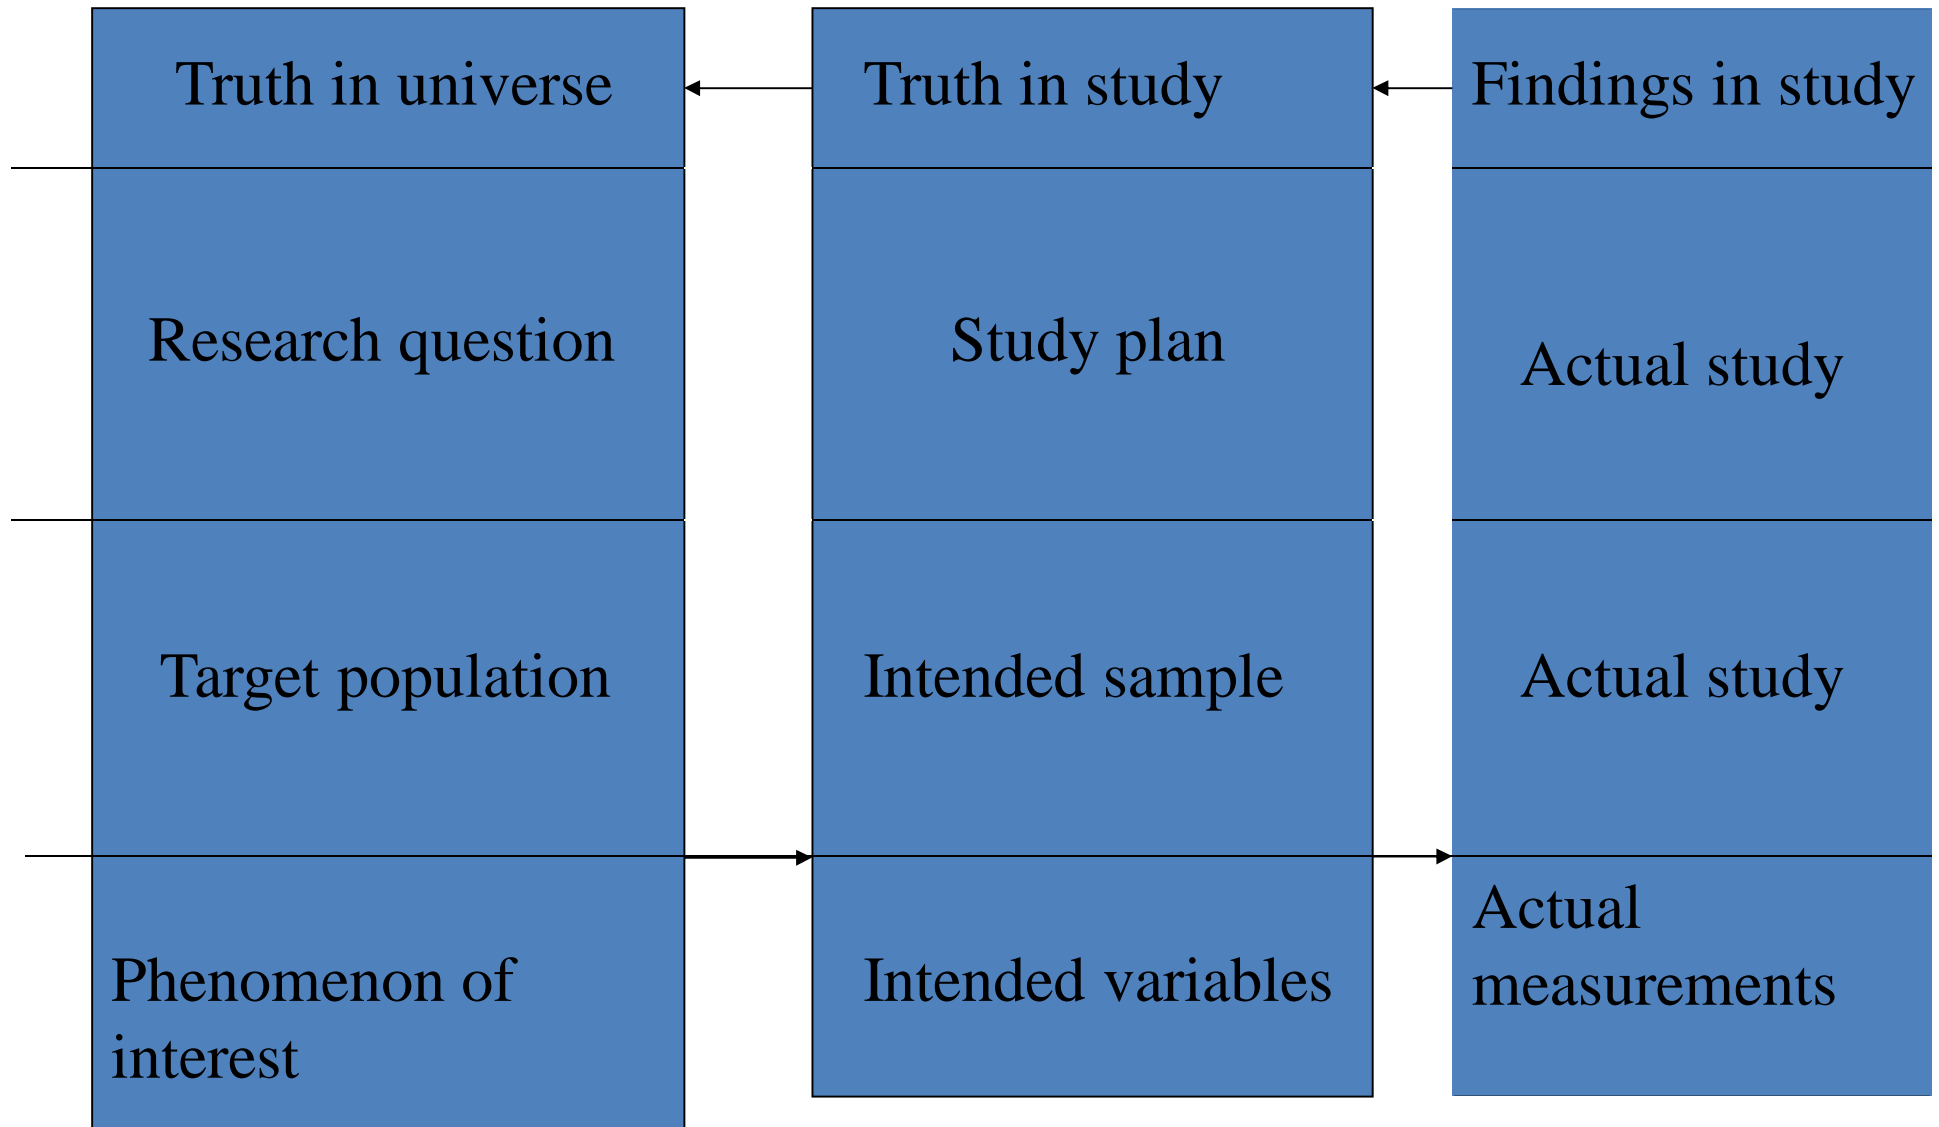 Truth in universe
Truth in study
Findings in study
Research question
Study plan
Actual study
Target population
Intended sample
Actual study
Phenomenon of
interest
Intended variables
Actual
measurements